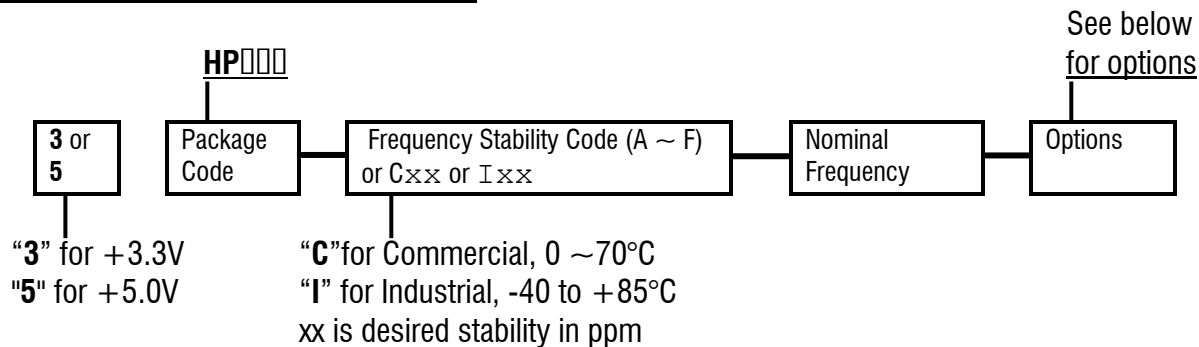 See below
for options
HP▯▯▯
3 or
5
Package
Code
Frequency Stability Code (A ~ F)
or Cxx or Ixx
Nominal
Frequency
Options
“3” for +3.3V
"5" for +5.0V
“C”for Commercial, 0 ~70°C
“I” for Industrial, -40 to +85°C
xx is desired stability in ppm